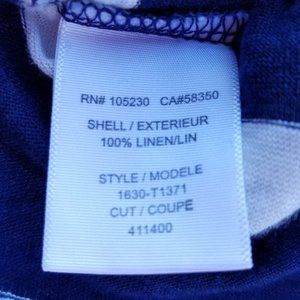 RN# 105230 CA#58350
SHELL / EXTERIEUR
100% LINEN/LIN
STYLE / MODELE
1630-T1371
CUT / COUPE
411400